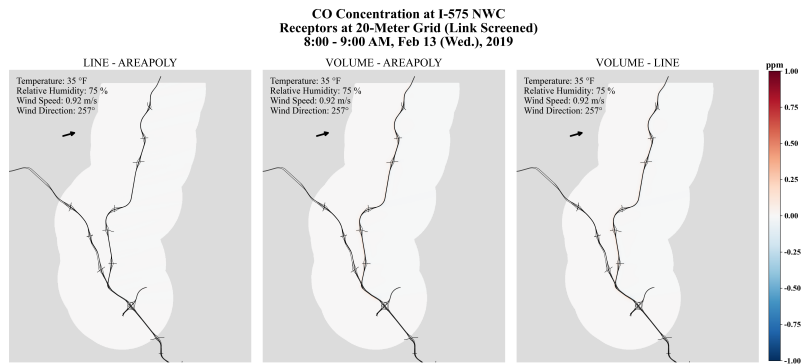 CO Concentration at I-575 NWC
Receptors at 20-Meter Grid (Link Screened)
8:00 - 9:00 AM, Feb 13 (Wed.), 2019
LINE - AREAPOLY
Temperature: 35 °F
Relative Humidity: 75 %
Wind Speed: 0.92 m/s
Wind Direction: 257°
VOLUME - AREAPOLY
Temperature: 35 °F
Relative Humidity: 75 %
Wind Speed: 0.92 m/s
Wind Direction: 257°
VOLUME - LINE
Temperature: 35 °F
Relative Humidity: 75 %
Wind Speed: 0.92 m/s
Wind Direction: 257°
ppm
1.00
0.75
0.50
0.25
0.00
-0.25
-0.50
-0.75
-1.00